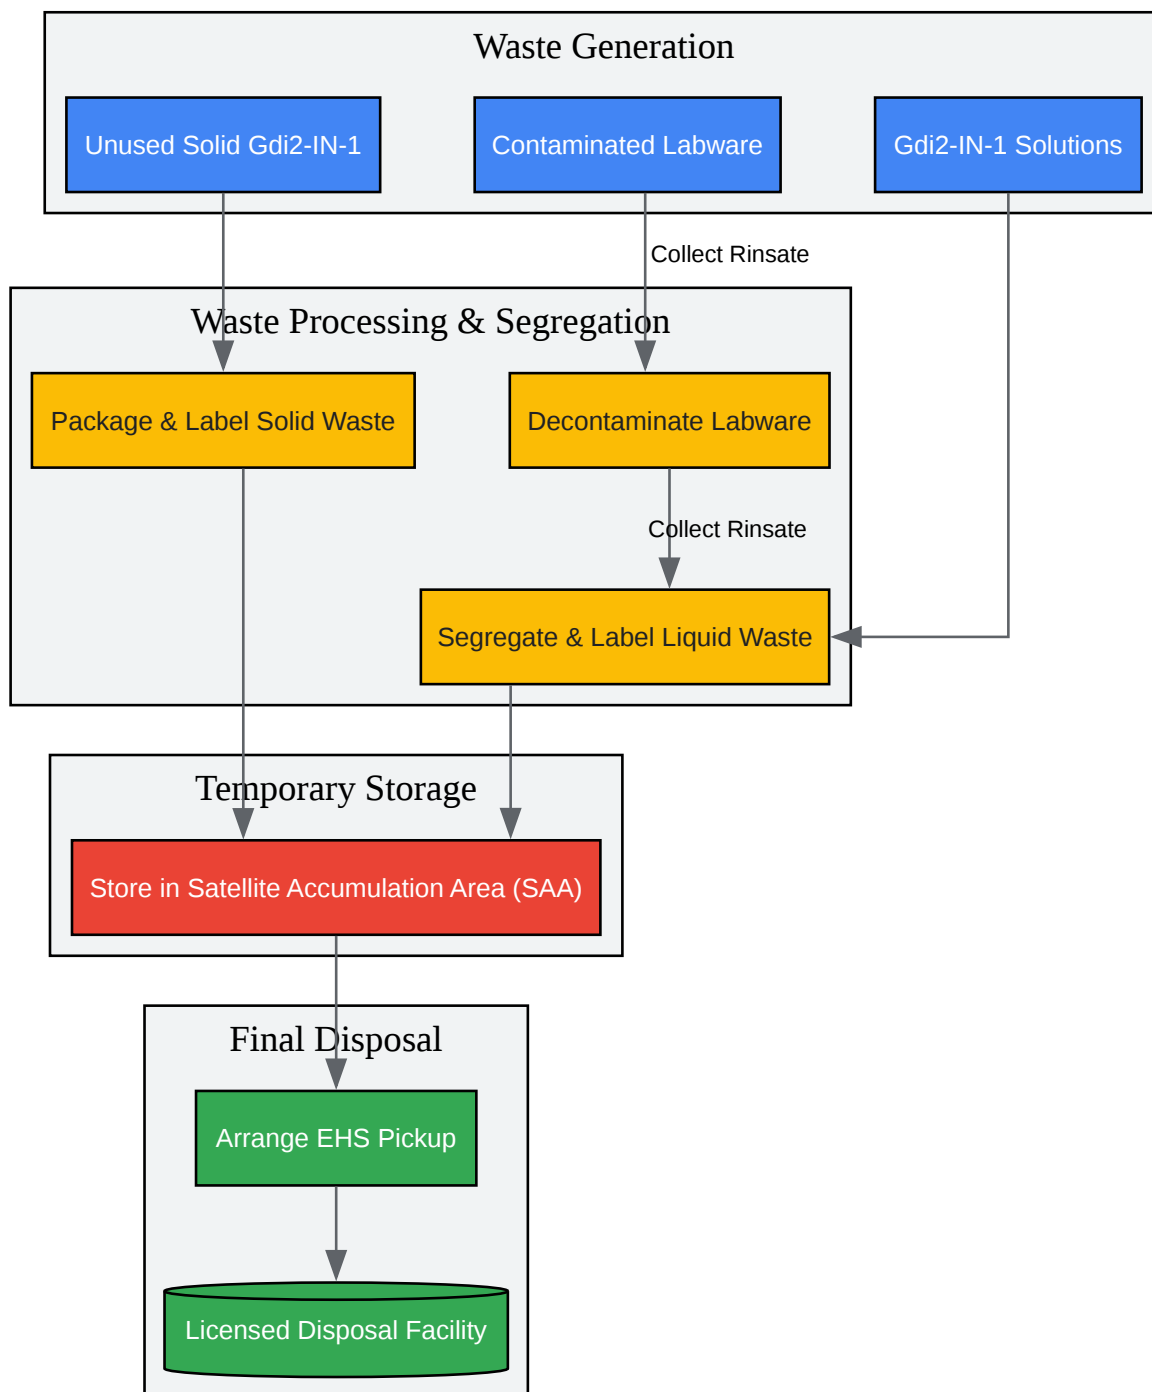 Waste Generation
Unused Solid Gdi2-IN-1
Contaminated Labware
Gdi2-IN-1 Solutions
Collect Rinsate
Waste Processing & Segregation
Package & Label Solid Waste
Decontaminate Labware
Collect Rinsate
Segregate & Label Liquid Waste
Temporary Storage
Store in Satellite Accumulation Area (SAA)
Final Disposal
Arrange EHS Pickup
Licensed Disposal Facility